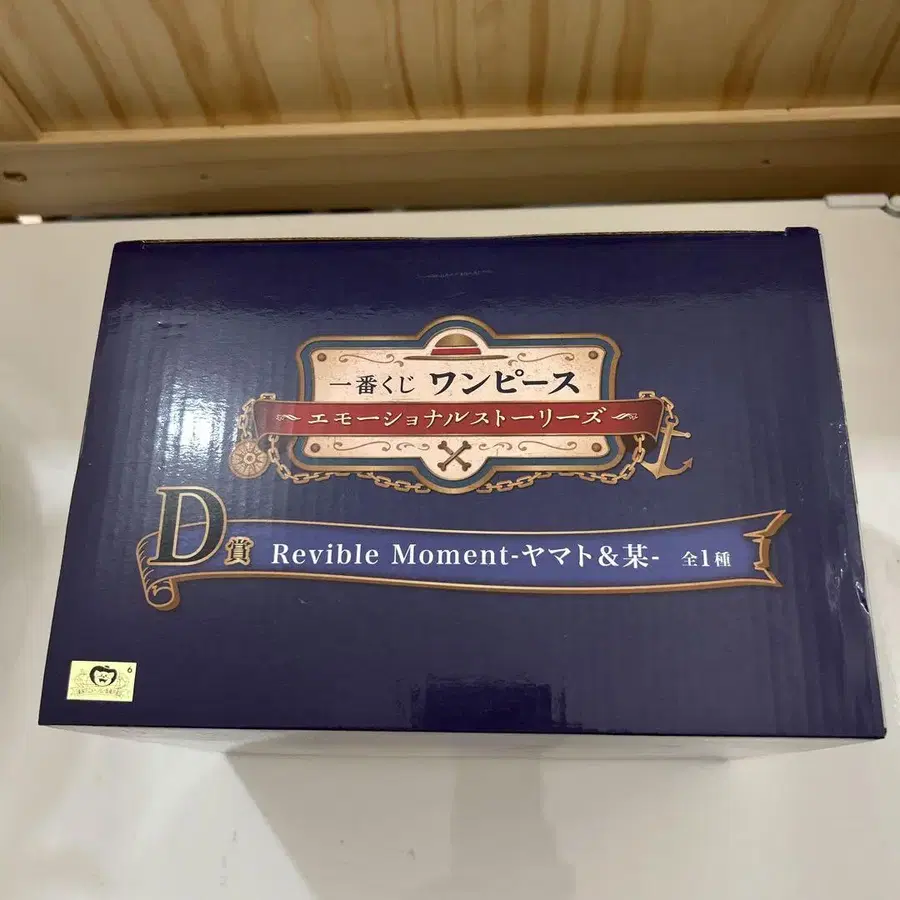 一番くじ ワンピース
エモーショナルストーリーズ
D賞 Revible Moment-ヤマト&某- 全1種
6